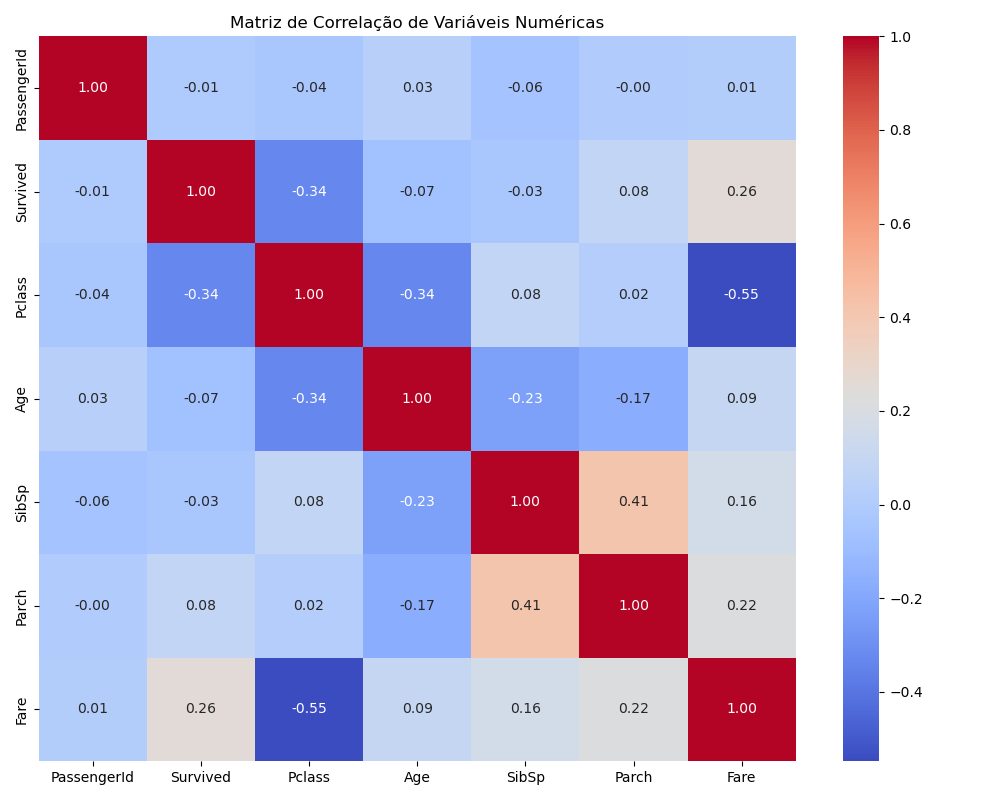 Matriz de Correlação de Variáveis Numéricas
PassengerId 1.00 -0.01 -0.04 0.03 -0.06 -0.00 0.01
Survived -0.01 1.00 -0.34 -0.07 -0.03 0.08 0.26
Pclass -0.04 -0.34 1.00 -0.34 0.08 0.02 -0.55
Age 0.03 -0.07 -0.34 1.00 -0.23 -0.17 0.09
SibSp -0.06 -0.03 0.08 -0.23 1.00 0.41 0.16
Parch -0.00 0.08 0.02 -0.17 0.41 1.00 0.22
Fare 0.01 0.26 -0.55 0.09 0.16 0.22 1.00
PassengerId Survived Pclass Age SibSp Parch Fare
1.0
0.8
0.6
0.4
0.2
0.0
−0.2
−0.4